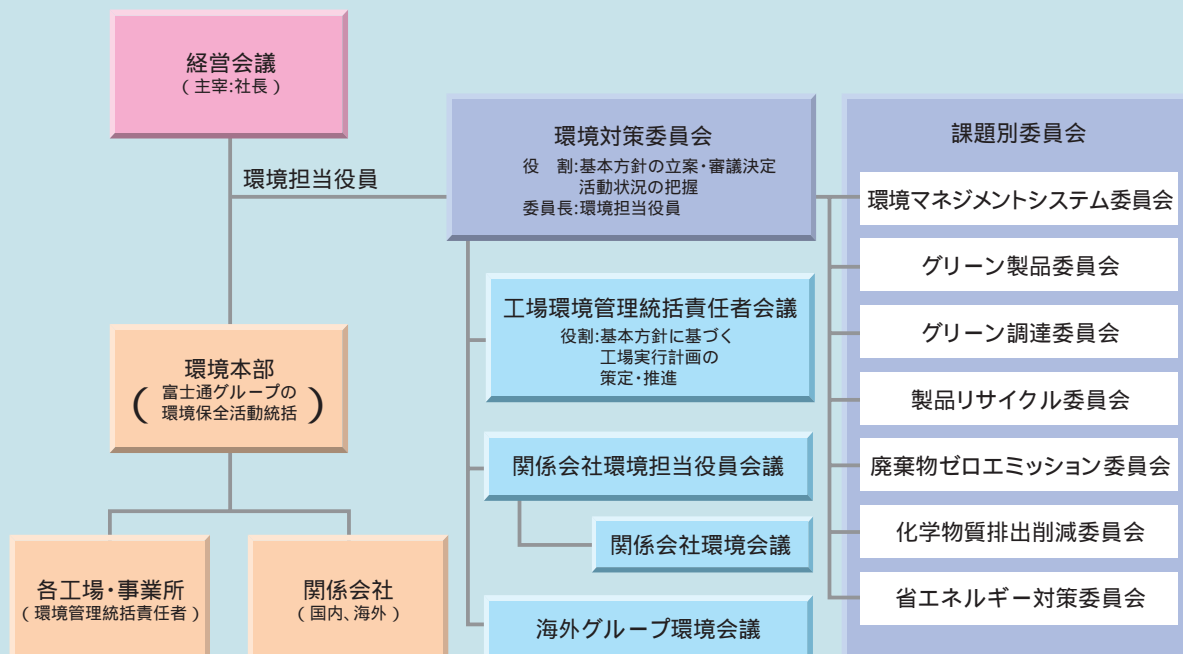 経営会議
(主宰:社長)
環境担当役員
環境本部
(富士通グループの
環境保全活動統括)
各工場・事業所
(環境管理統括責任者)
関係会社
(国内、海外)
環境対策委員会
役　割:基本方針の立案・審議決定
活動状況の把握
委員長:環境担当役員
工場環境管理統括責任者会議
役割:基本方針に基づく
工場実行計画の
策定・推進
関係会社環境担当役員会議
関係会社環境会議
海外グループ環境会議
課題別委員会
環境マネジメントシステム委員会
グリーン製品委員会
グリーン調達委員会
製品リサイクル委員会
廃棄物ゼロエミッション委員会
化学物質排出削減委員会
省エネルギー対策委員会